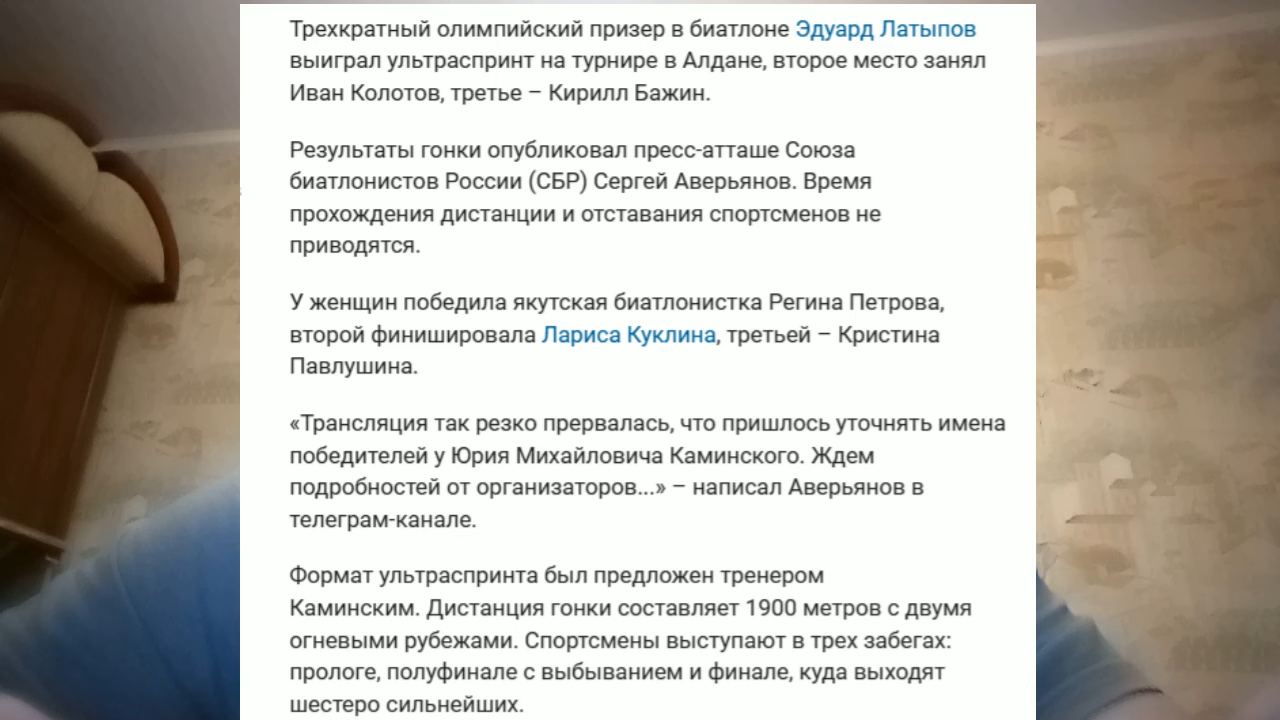 Трехкратный олимпийский призер в биатлоне Эдуард Латыпов
выиграл ультраспринт на турнире в Алдане, второе место занял
Иван Колотов, третье – Кирилл Бажин.
Результаты гонки опубликовал пресс-атташе Союза
биатлонистов России (СБР) Сергей Аверьянов. Время
прохождения дистанции и отставания спортсменов не
приводятся.
У женщин победила якутская биатлонистка Регина Петрова,
второй финишировала Лариса Куклина, третьей – Кристина
Павлушина.
«Трансляция так резко прервалась, что пришлось уточнять имена
победителей у Юрия Михайловича Каминского. Ждем
подробностей от организаторов...» – написал Аверьянов в
телеграм-канале.
Формат ультраспринта был предложен тренером
Каминским. Дистанция гонки составляет 1900 метров с двумя
огневыми рубежами. Спортсмены выступают в трех забегах:
прологе, полуфинале с выбыванием и финале, куда выходят
шестеро сильнейших.